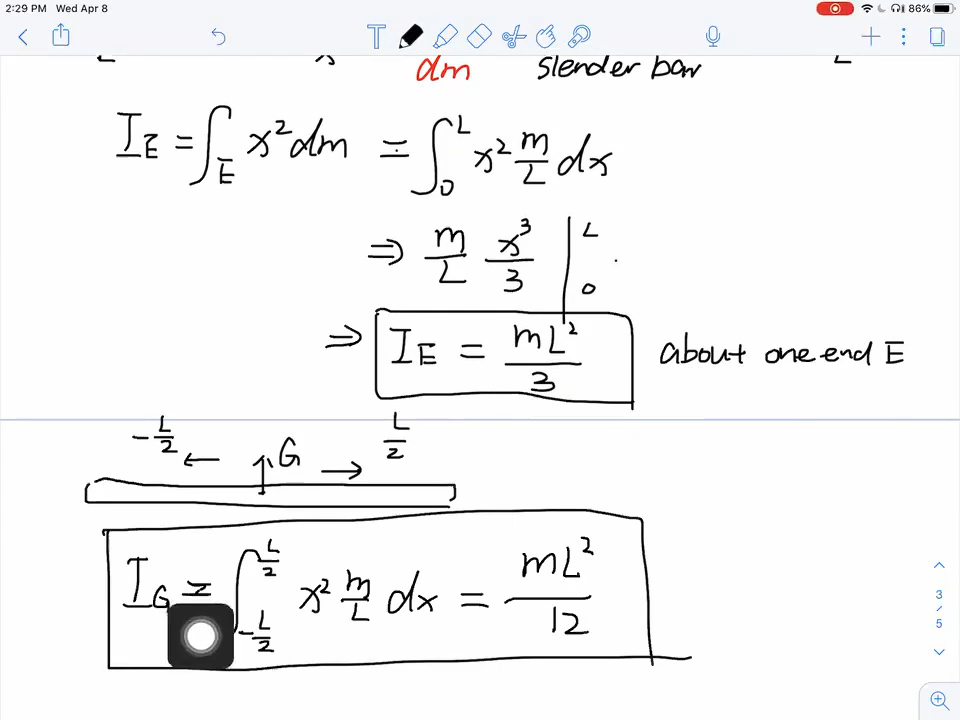 2:29 PM Wed Apr 8
86%
dm slender bar
I_E = ∫_E x² dm = ∫_0^L x² m/L dx
⇒ m/L x³/3 |_0^L
⇒ I_E = mL²/3 about one end E
-L/2 ← ↑ G → L/2
I_G = ∫_{-L/2}^{L/2} x² m/L dx = mL²/12
3/5